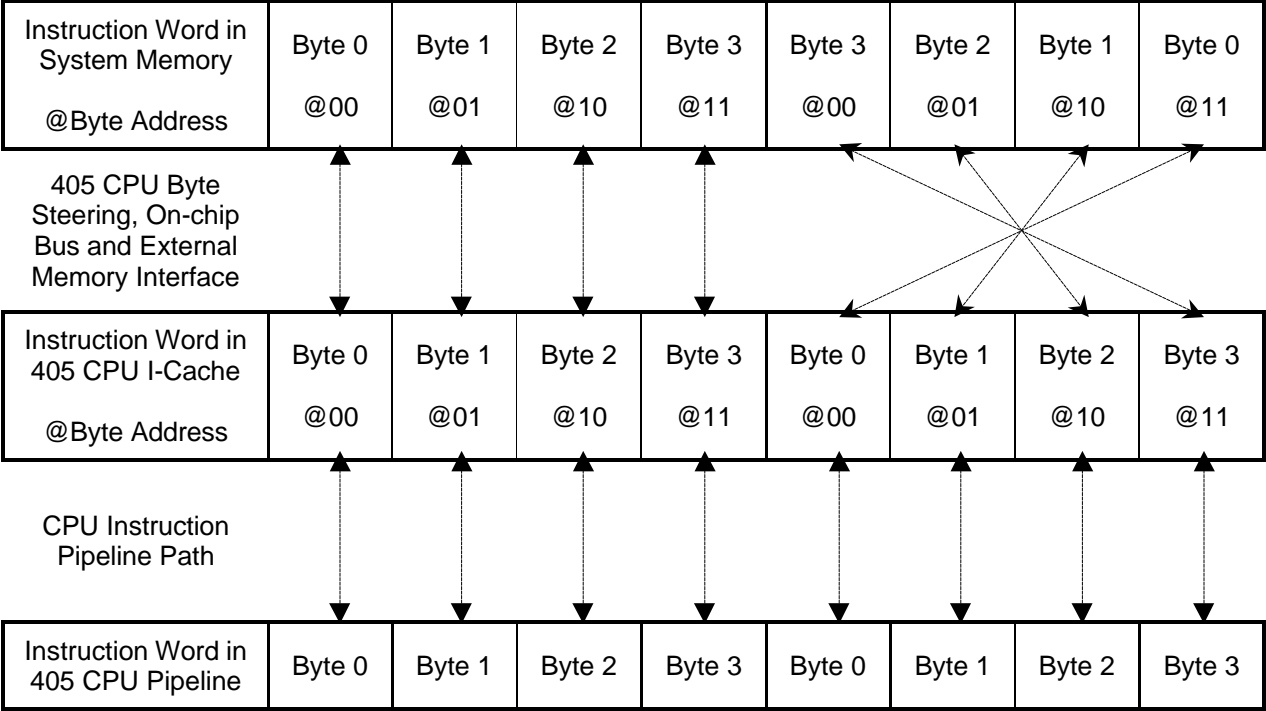 Instruction Word in
System Memory
@Byte Address
Byte 0 Byte 1 Byte 2 Byte 3 Byte 3 Byte 2 Byte 1 Byte 0
@00 @01 @10 @11 @00 @01 @10 @11
405 CPU Byte
Steering, On-chip
Bus and External
Memory Interface
Instruction Word in
405 CPU I-Cache
@Byte Address
Byte 0 Byte 1 Byte 2 Byte 3 Byte 0 Byte 1 Byte 2 Byte 3
@00 @01 @10 @11 @00 @01 @10 @11
CPU Instruction
Pipeline Path
Instruction Word in
405 CPU Pipeline
Byte 0 Byte 1 Byte 2 Byte 3 Byte 0 Byte 1 Byte 2 Byte 3